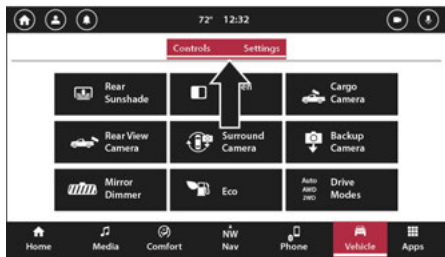 72° 12:32
Controls Settings
Rear
Sunshade
Cargo
Camera
Rear View
Camera
Surround
Camera
Backup
Camera
Mirror
Dimmer
Eco
Auto
AWD
2WD
Drive
Modes
NW
Home Media Comfort Nav Phone Vehicle Apps